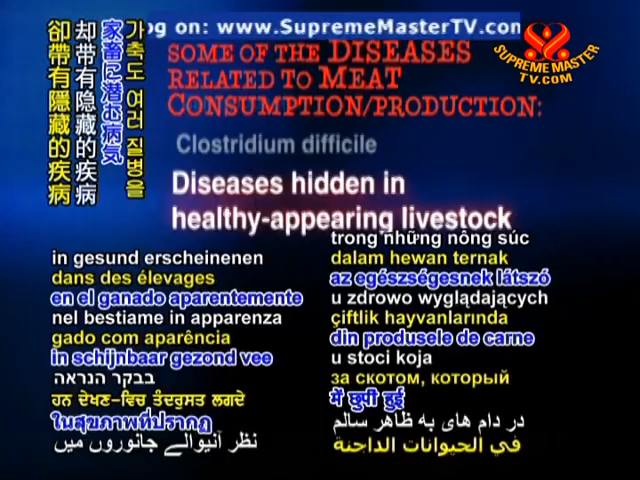 og on: www.SupremeMasterTV.com
SUPREME MASTER
TV.COM
SOME OF THE DISEASES
RELATED TO MEAT
CONSUMPTION/PRODUCTION:
Clostridium difficile
Diseases hidden in
healthy-appearing livestock
卻帶有隱藏的疾病
却带有隐藏的疾病
家畜に潜む病気
가축도 여러 질병을
in gesund erscheinenen
dans des élevages
en el ganado aparentemente
nel bestiame in apparenza
gado com aparência
in schijnbaar gezond vee
בבקר הנראה
ਹਨ ਦੇਖਣ-ਵਿਚ ਤੰਦਰੁਸਤ ਲਗਦੇ
ในสุขภาพที่ปรากฏ
نظر آنیوالے جانوروں میں
trong những nông súc
dalam hewan ternak
az egészségesnek látszó
u zdrowo wyglądających
çiftlik hayvanlarında
din produsele de carne
u stoci koja
за скотом, который
में छुपी हुई
در دام های به ظاهر سالم
في الحيوانات الداجنة